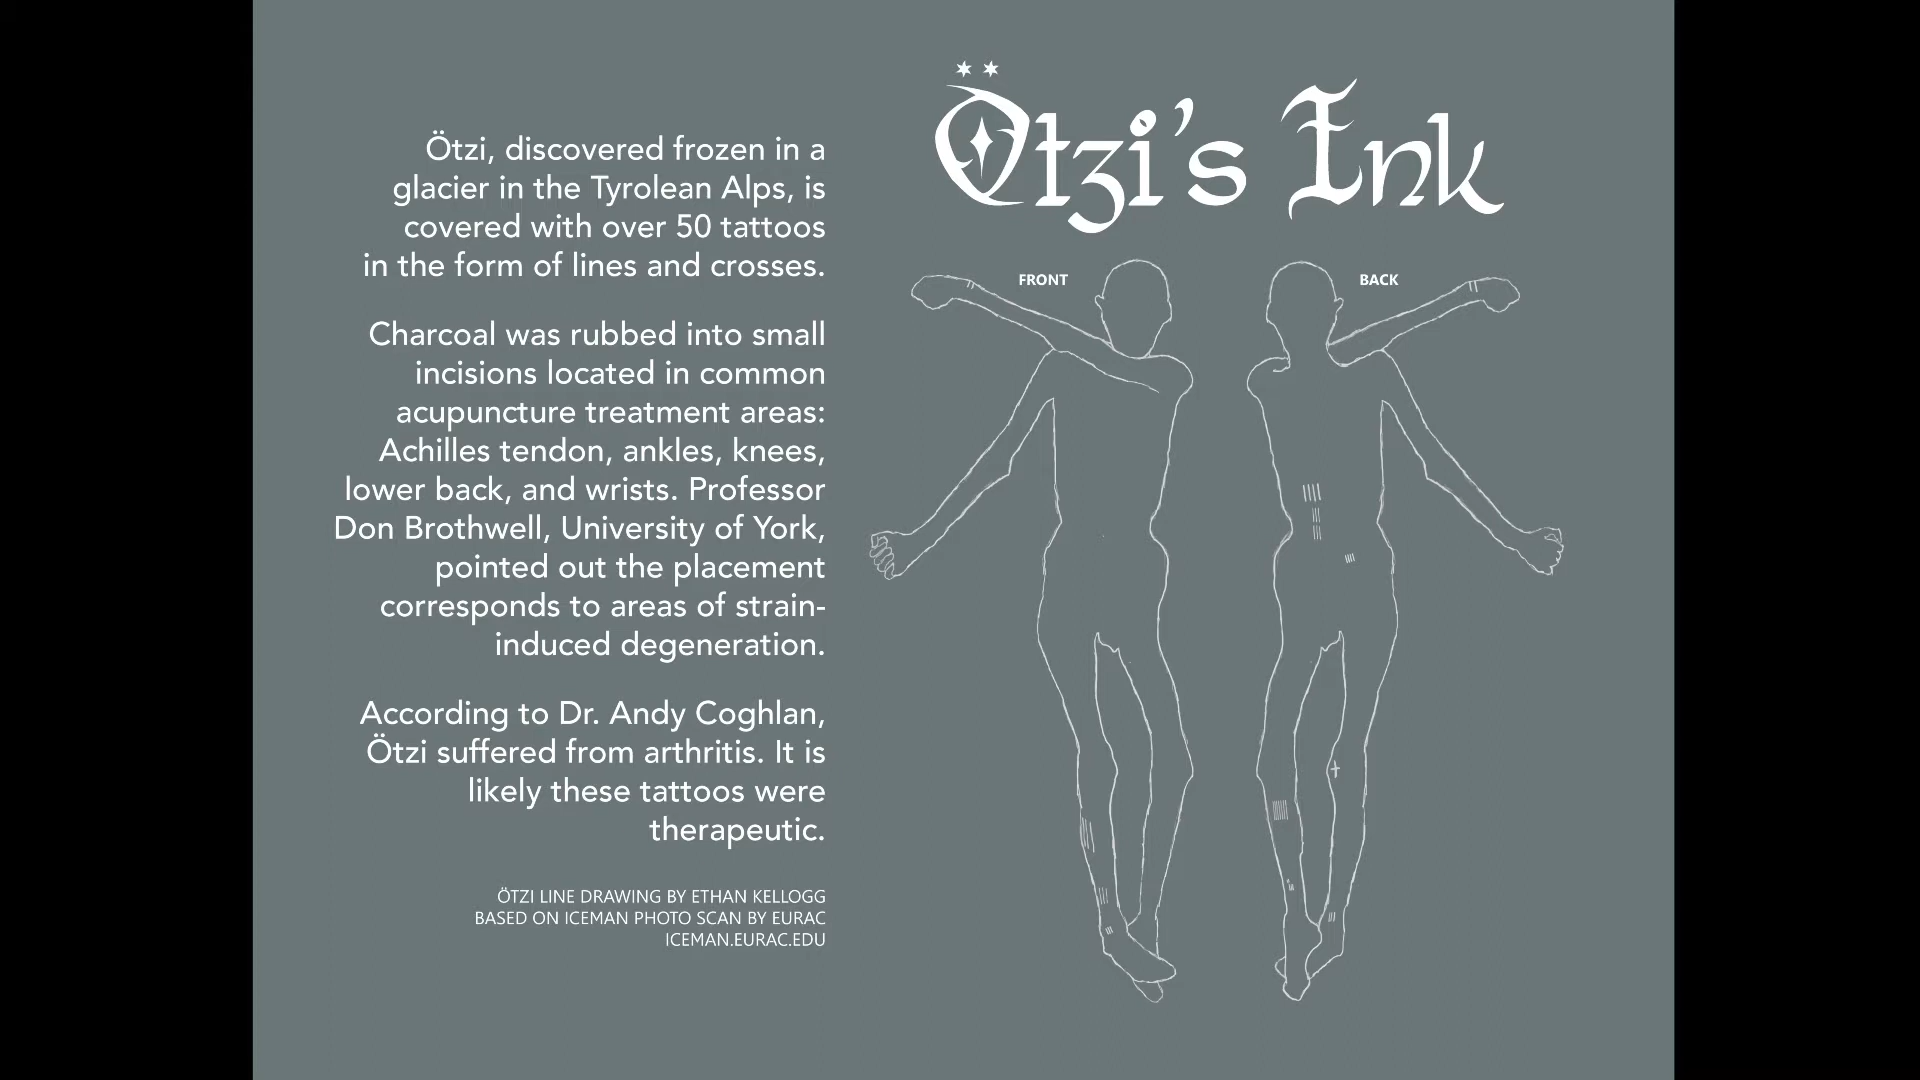 Ötzi's Ink
Ötzi, discovered frozen in a
glacier in the Tyrolean Alps, is
covered with over 50 tattoos
in the form of lines and crosses.
Charcoal was rubbed into small
incisions located in common
acupuncture treatment areas:
Achilles tendon, ankles, knees,
lower back, and wrists. Professor
Don Brothwell, University of York,
pointed out the placement
corresponds to areas of strain-
induced degeneration.
According to Dr. Andy Coghlan,
Ötzi suffered from arthritis. It is
likely these tattoos were
therapeutic.
ÖTZI LINE DRAWING BY ETHAN KELLOGG
BASED ON ICEMAN PHOTO SCAN BY EURAC
ICEMAN.EURAC.EDU
FRONT
BACK